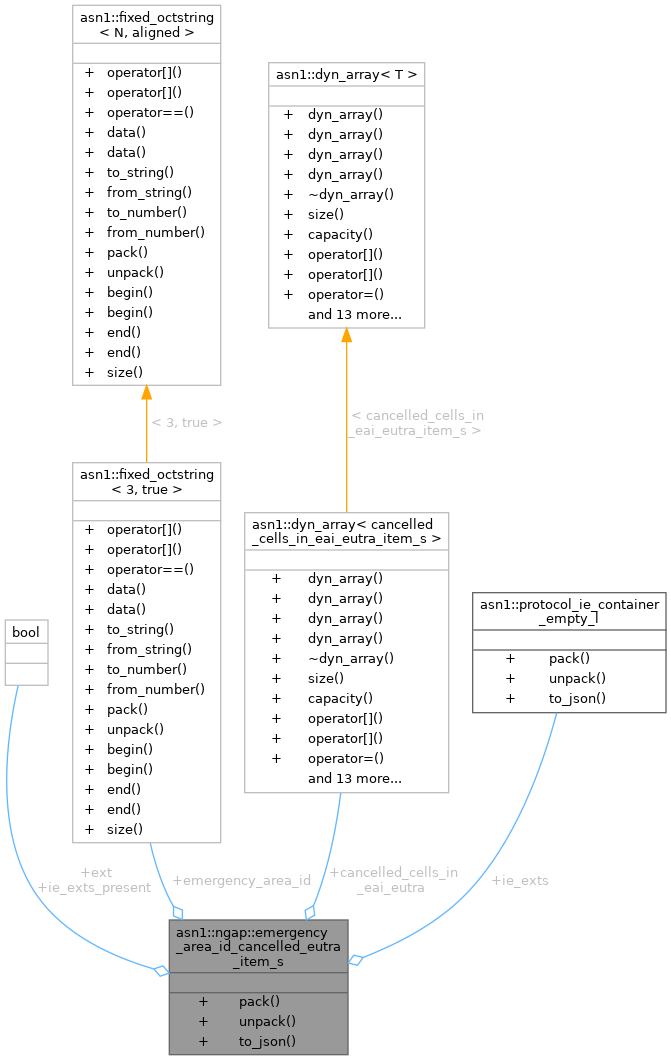 asn1::fixed_octstring
< N, aligned >
+ operator[]()
+ operator[]()
+ operator==()
+ data()
+ data()
+ to_string()
+ from_string()
+ to_number()
+ from_number()
+ pack()
+ unpack()
+ begin()
+ begin()
+ end()
+ end()
+ size()
asn1::dyn_array< T >
+ dyn_array()
+ dyn_array()
+ dyn_array()
+ dyn_array()
+ ~dyn_array()
+ size()
+ capacity()
+ operator[]()
+ operator[]()
+ operator=()
and 13 more...
< 3, true >
< cancelled_cells_in
_eai_eutra_item_s >
asn1::fixed_octstring
< 3, true >
+ operator[]()
+ operator[]()
+ operator==()
+ data()
+ data()
+ to_string()
+ from_string()
+ to_number()
+ from_number()
+ pack()
+ unpack()
+ begin()
+ begin()
+ end()
+ end()
+ size()
asn1::dyn_array< cancelled
_cells_in_eai_eutra_item_s >
+ dyn_array()
+ dyn_array()
+ dyn_array()
+ dyn_array()
+ ~dyn_array()
+ size()
+ capacity()
+ operator[]()
+ operator[]()
+ operator=()
and 13 more...
asn1::protocol_ie_container
_empty_l
+ pack()
+ unpack()
+ to_json()
bool
+ext
+ie_exts_present
+emergency_area_id
+cancelled_cells_in
_eai_eutra
+ie_exts
asn1::ngap::emergency
_area_id_cancelled_eutra
_item_s
+ pack()
+ unpack()
+ to_json()